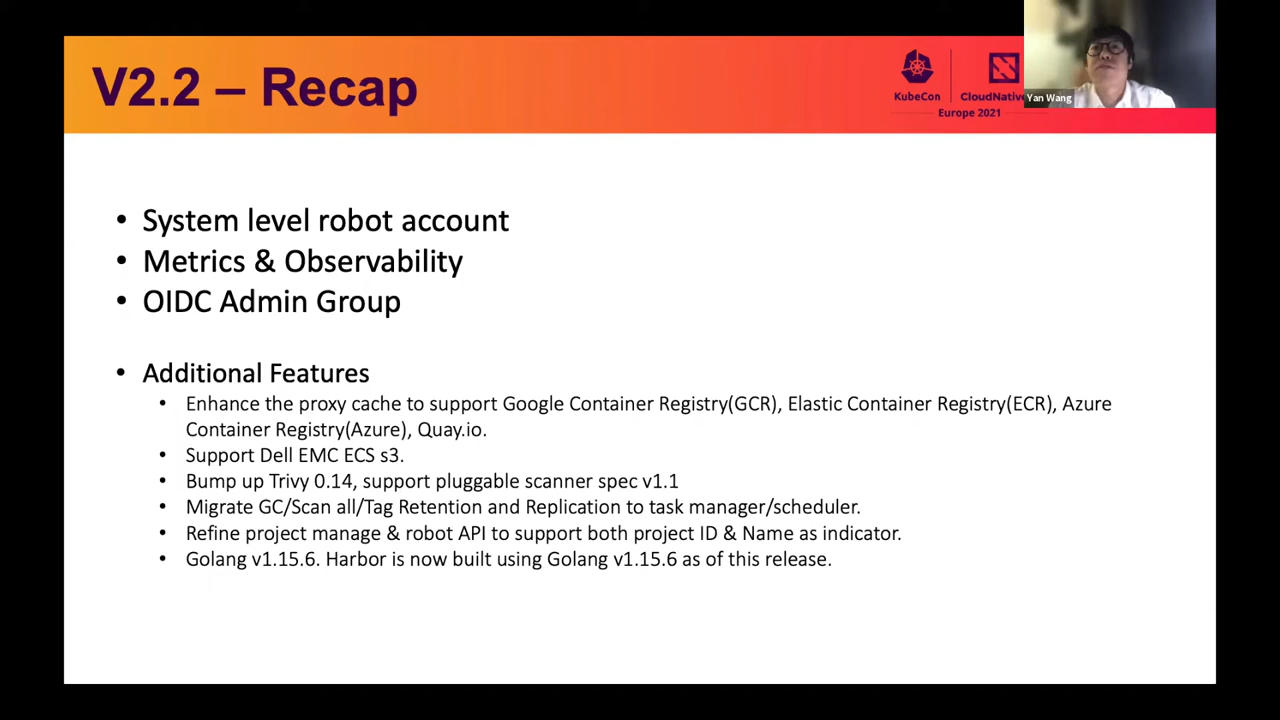 V2.2 – Recap
KubeCon
CloudNative
Europe 2021
Yan Wang
• System level robot account
• Metrics & Observability
• OIDC Admin Group
• Additional Features
• Enhance the proxy cache to support Google Container Registry(GCR), Elastic Container Registry(ECR), Azure
Container Registry(Azure), Quay.io.
• Support Dell EMC ECS s3.
• Bump up Trivy 0.14, support pluggable scanner spec v1.1
• Migrate GC/Scan all/Tag Retention and Replication to task manager/scheduler.
• Refine project manage & robot API to support both project ID & Name as indicator.
• Golang v1.15.6. Harbor is now built using Golang v1.15.6 as of this release.